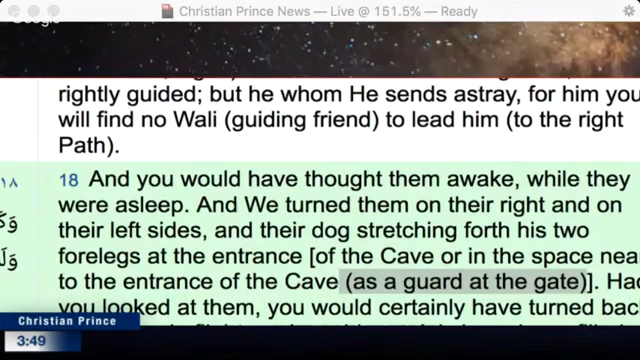 Christian Prince News — Live @ 151.5% — Ready
Google
rightly guided; but he whom He sends astray, for him you
will find no Wali (guiding friend) to lead him (to the right
Path).
١٨
18 And you would have thought them awake, while they
were asleep. And We turned them on their right and on
their left sides, and their dog stretching forth his two
forelegs at the entrance [of the Cave or in the space nea
to the entrance of the Cave (as a guard at the gate)]. Had
you looked at them, you would certainly have turned bac
Christian Prince
3:49